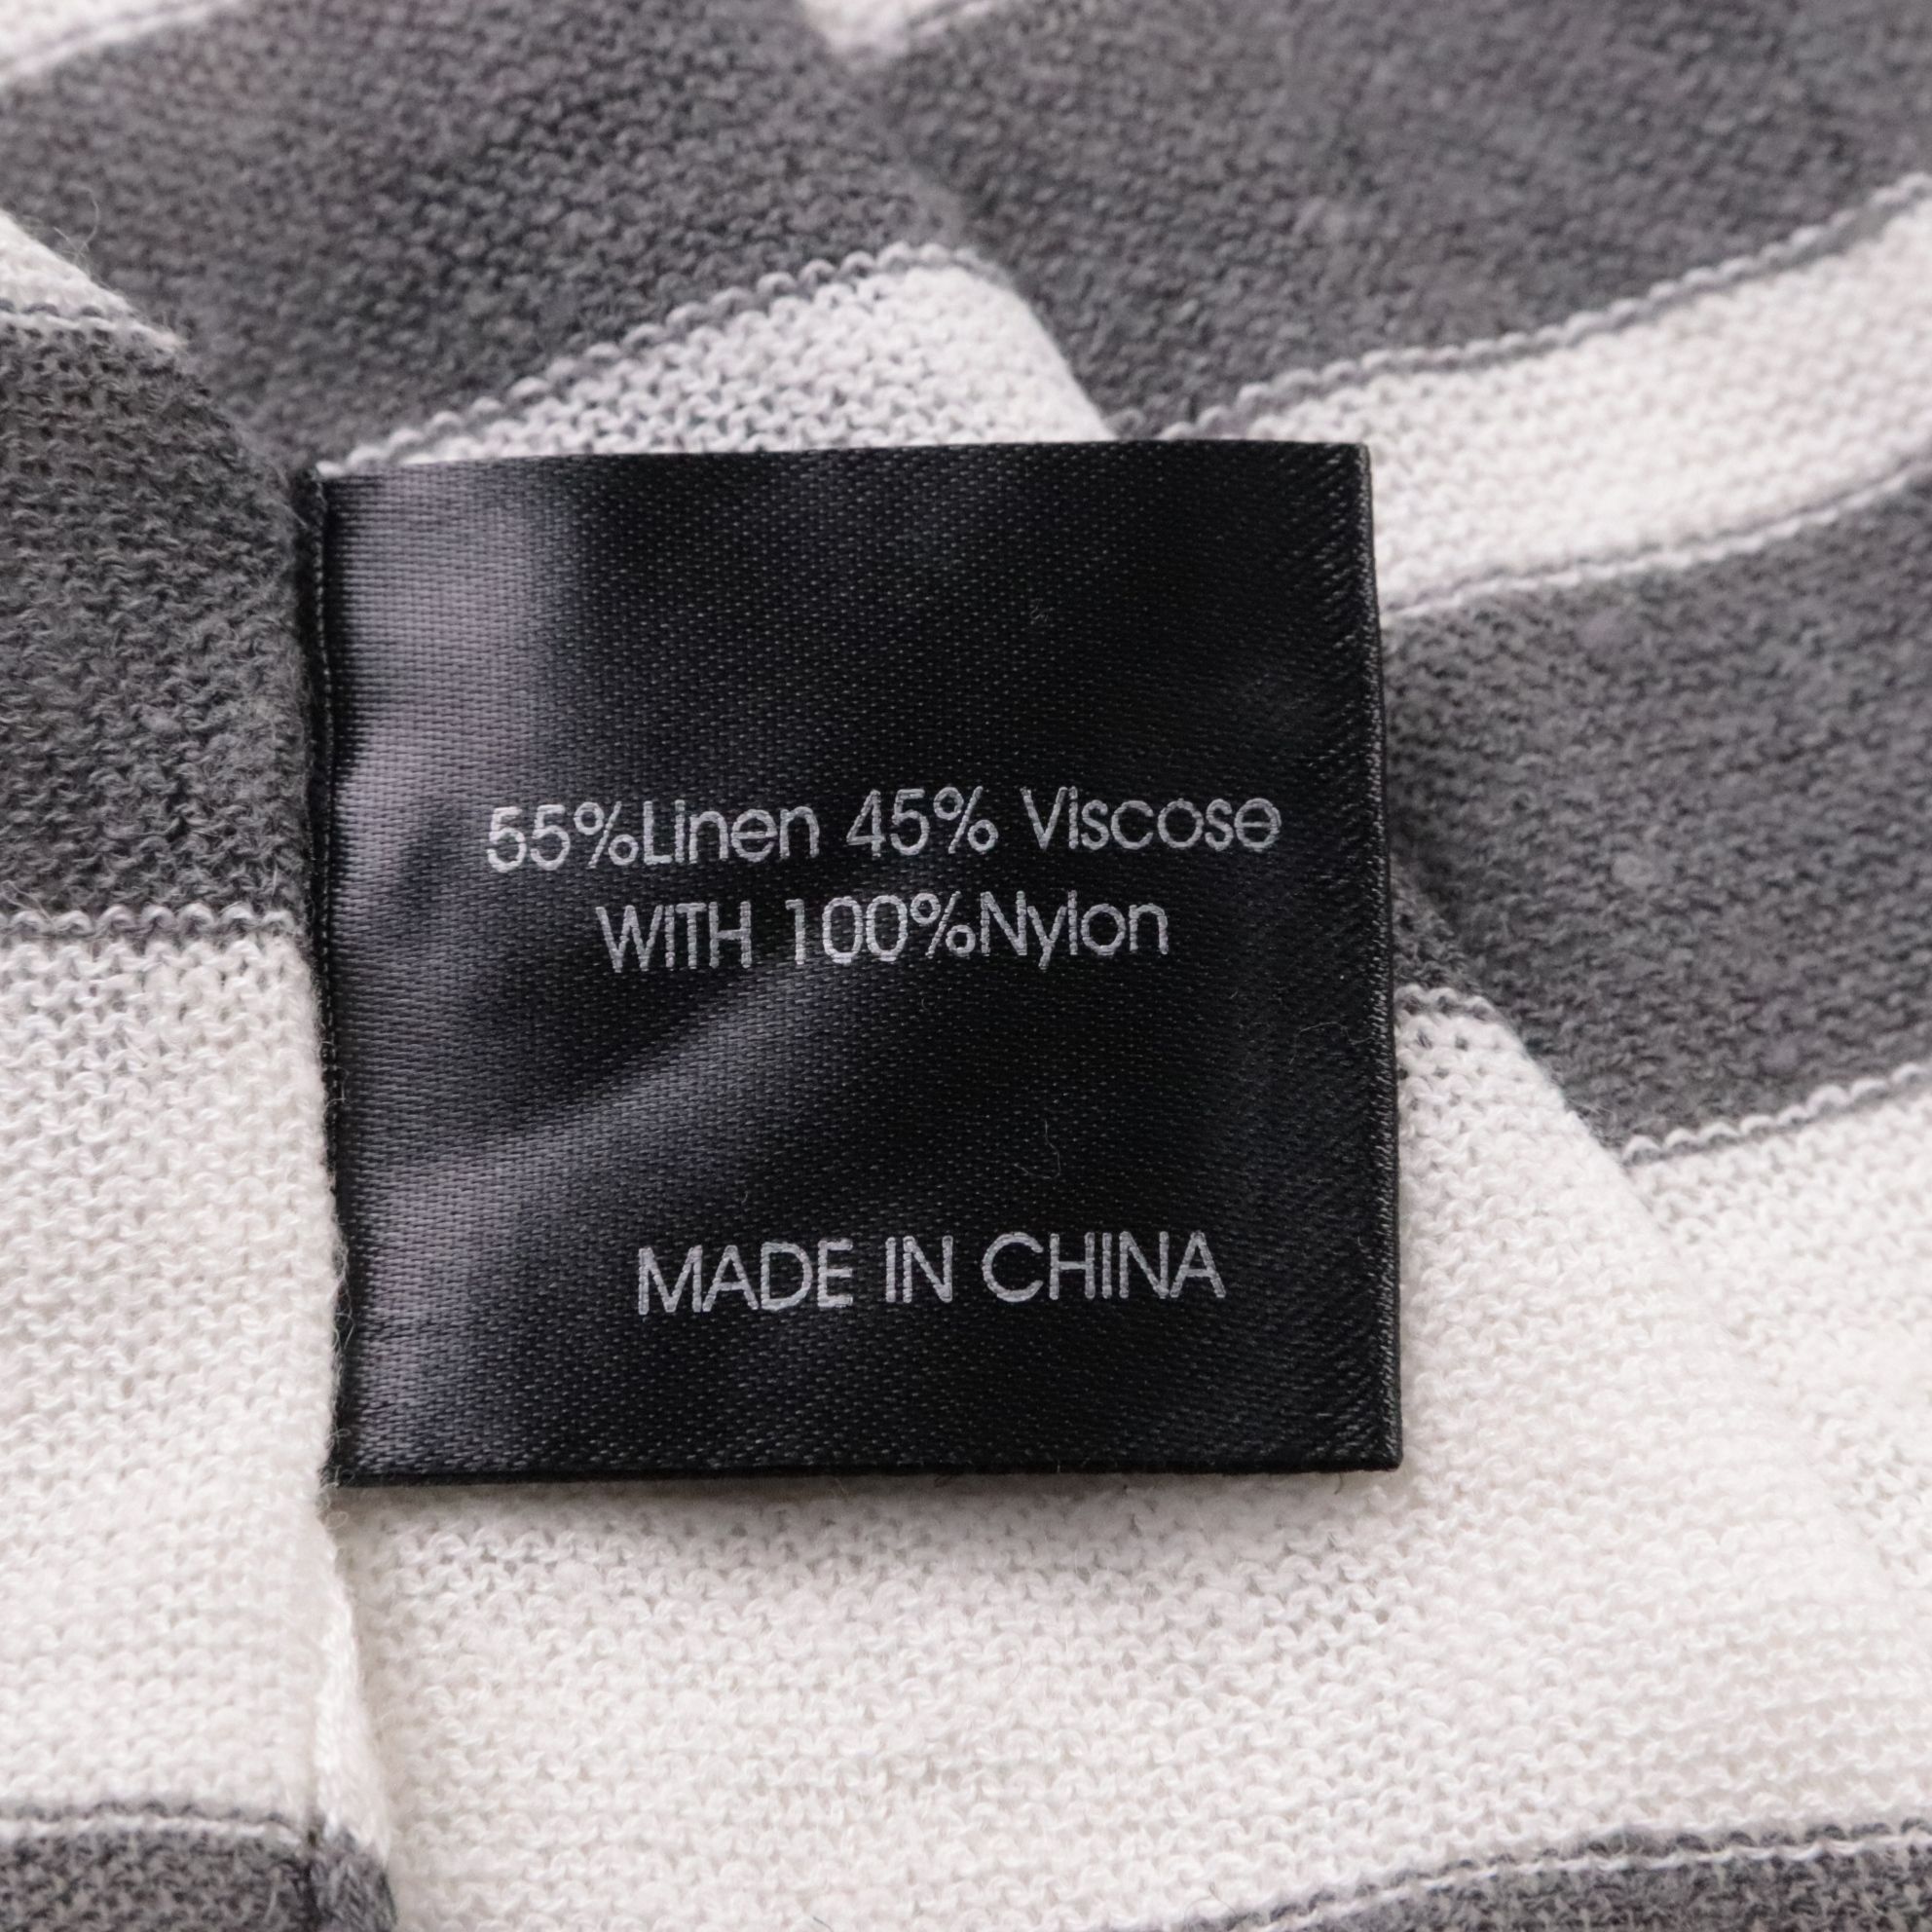 55%Linen 45% Viscose
WITH 100%Nylon
MADE IN CHINA